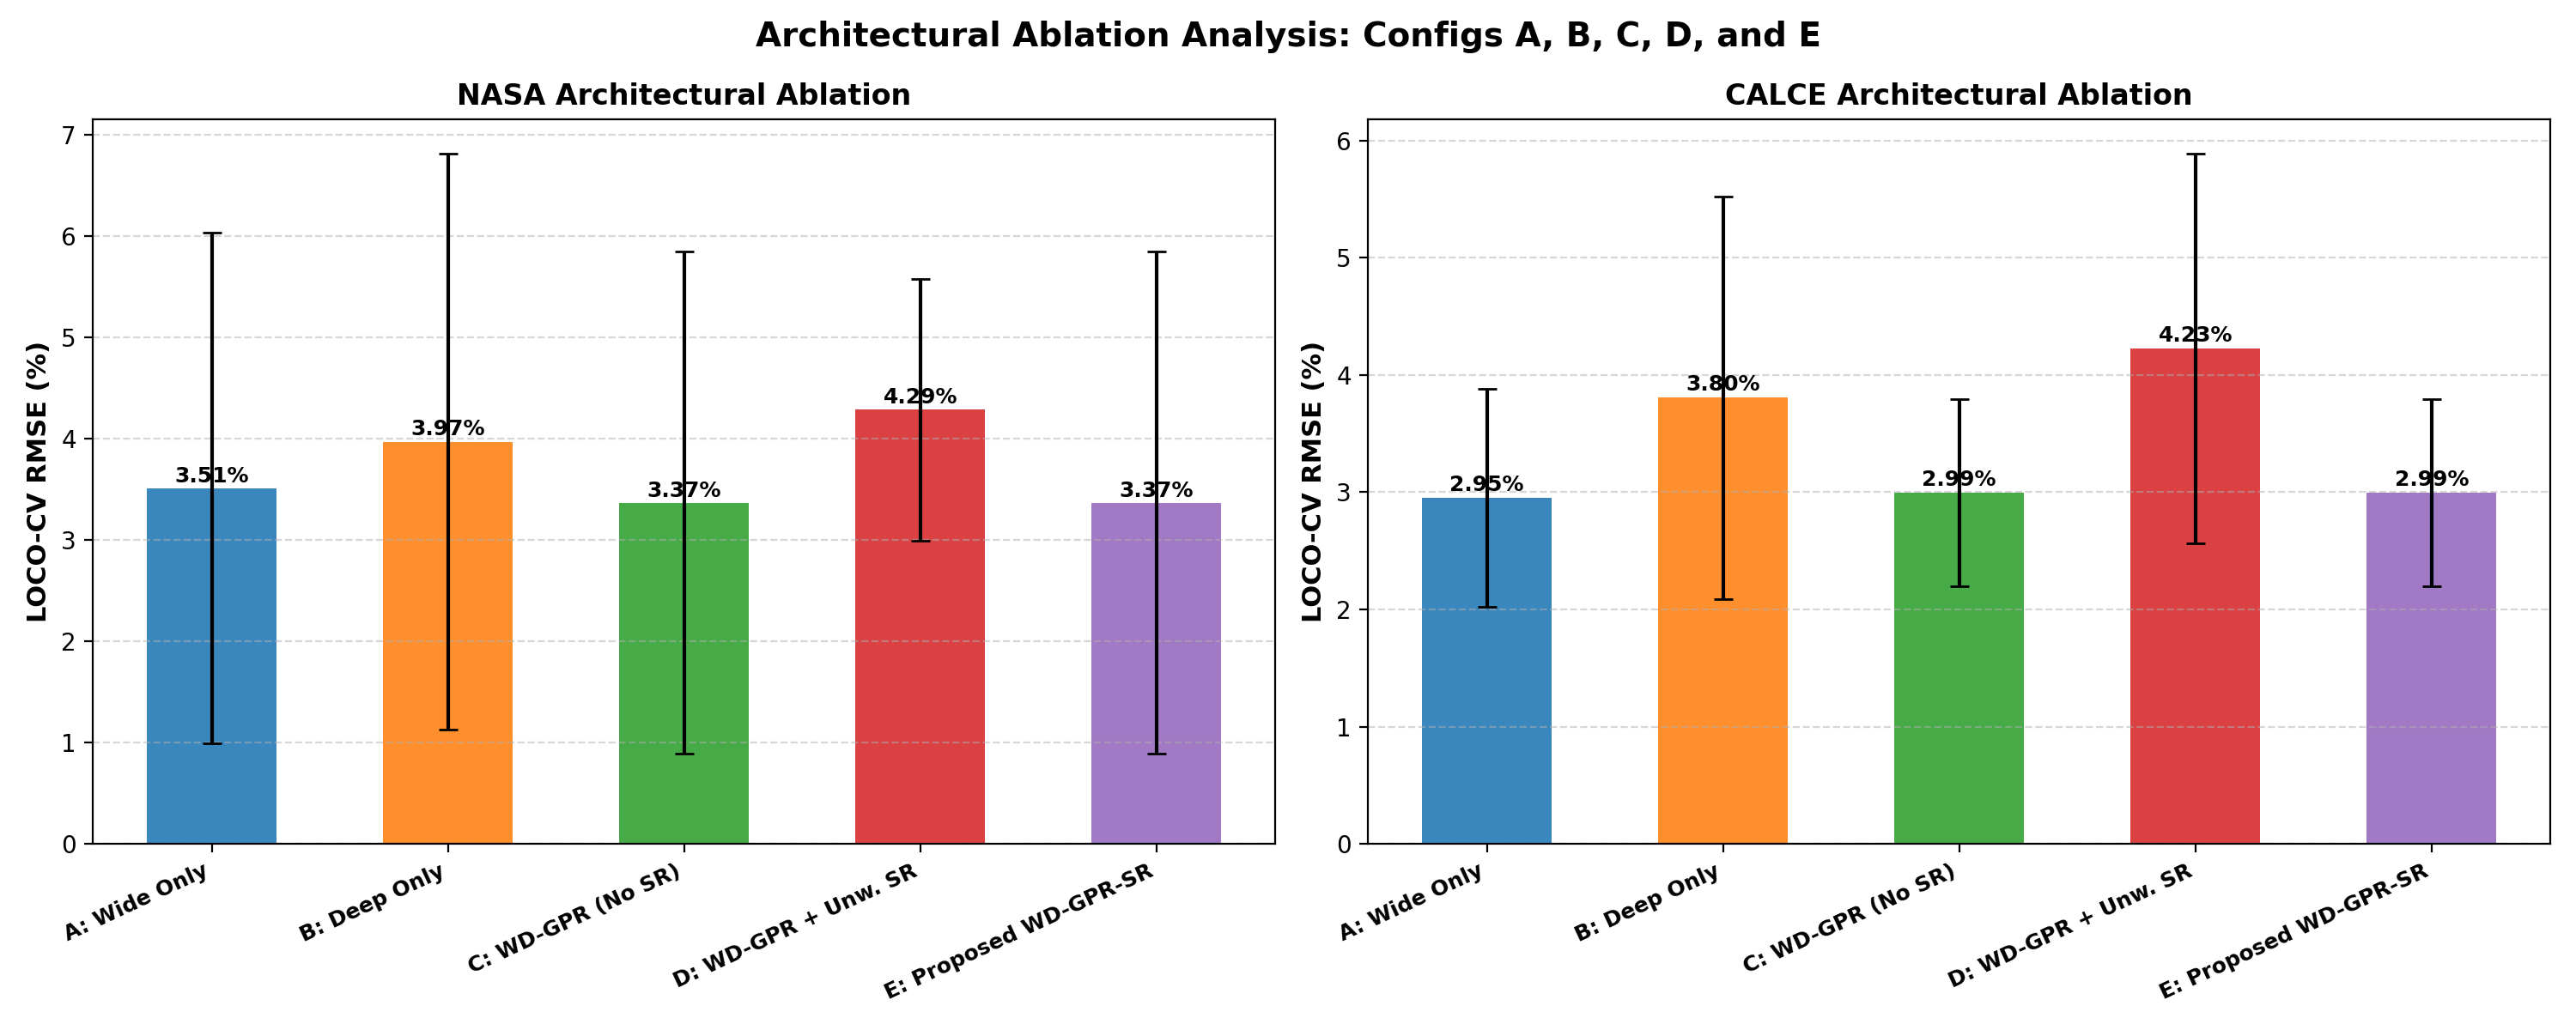 Architectural Ablation Analysis: Configs A, B, C, D, and E
NASA Architectural Ablation
LOCO-CV RMSE (%)
7
6
5
4
3
2
1
0
3.51%
3.97%
3.37%
4.29%
3.37%
A: Wide Only
B: Deep Only
C: WD-GPR (No SR)
D: WD-GPR + Unw. SR
E: Proposed WD-GPR-SR
CALCE Architectural Ablation
LOCO-CV RMSE (%)
6
5
4
3
2
1
0
2.95%
3.80%
2.99%
4.23%
2.99%
A: Wide Only
B: Deep Only
C: WD-GPR (No SR)
D: WD-GPR + Unw. SR
E: Proposed WD-GPR-SR